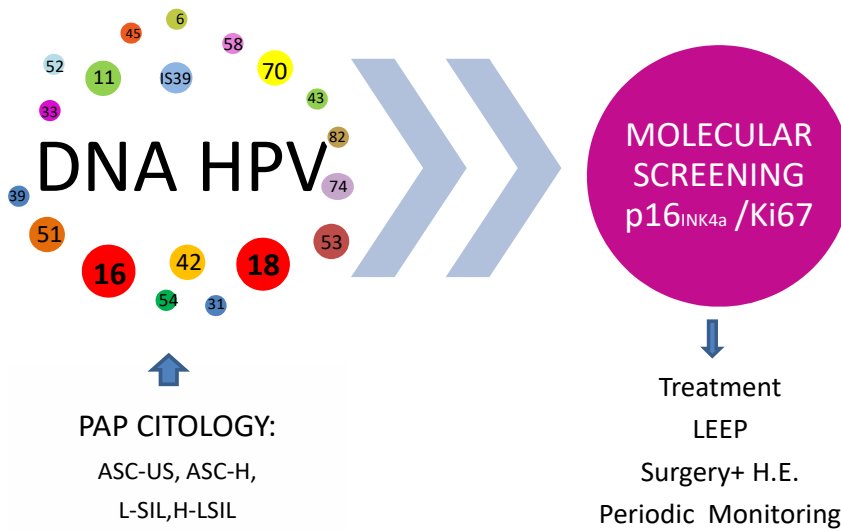 6
45
58
52
11
IS39
70
43
33
82
DNA HPV
39
74
51
53
16
42
18
54
31
MOLECULAR
SCREENING
p16INK4a /Ki67
PAP CITOLOGY:
ASC-US, ASC-H,
L-SIL,H-LSIL
Treatment
LEEP
Surgery+ H.E.
Periodic Monitoring